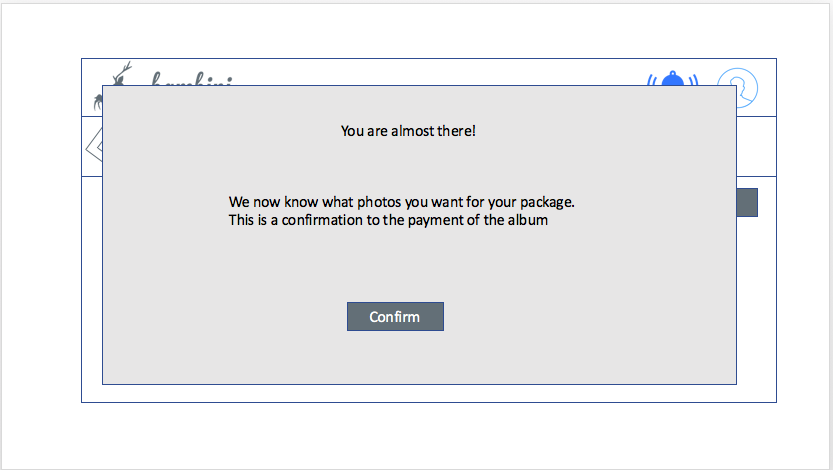 You are almost there!
We now know what photos you want for your package.
This is a confirmation to the payment of the album
Confirm